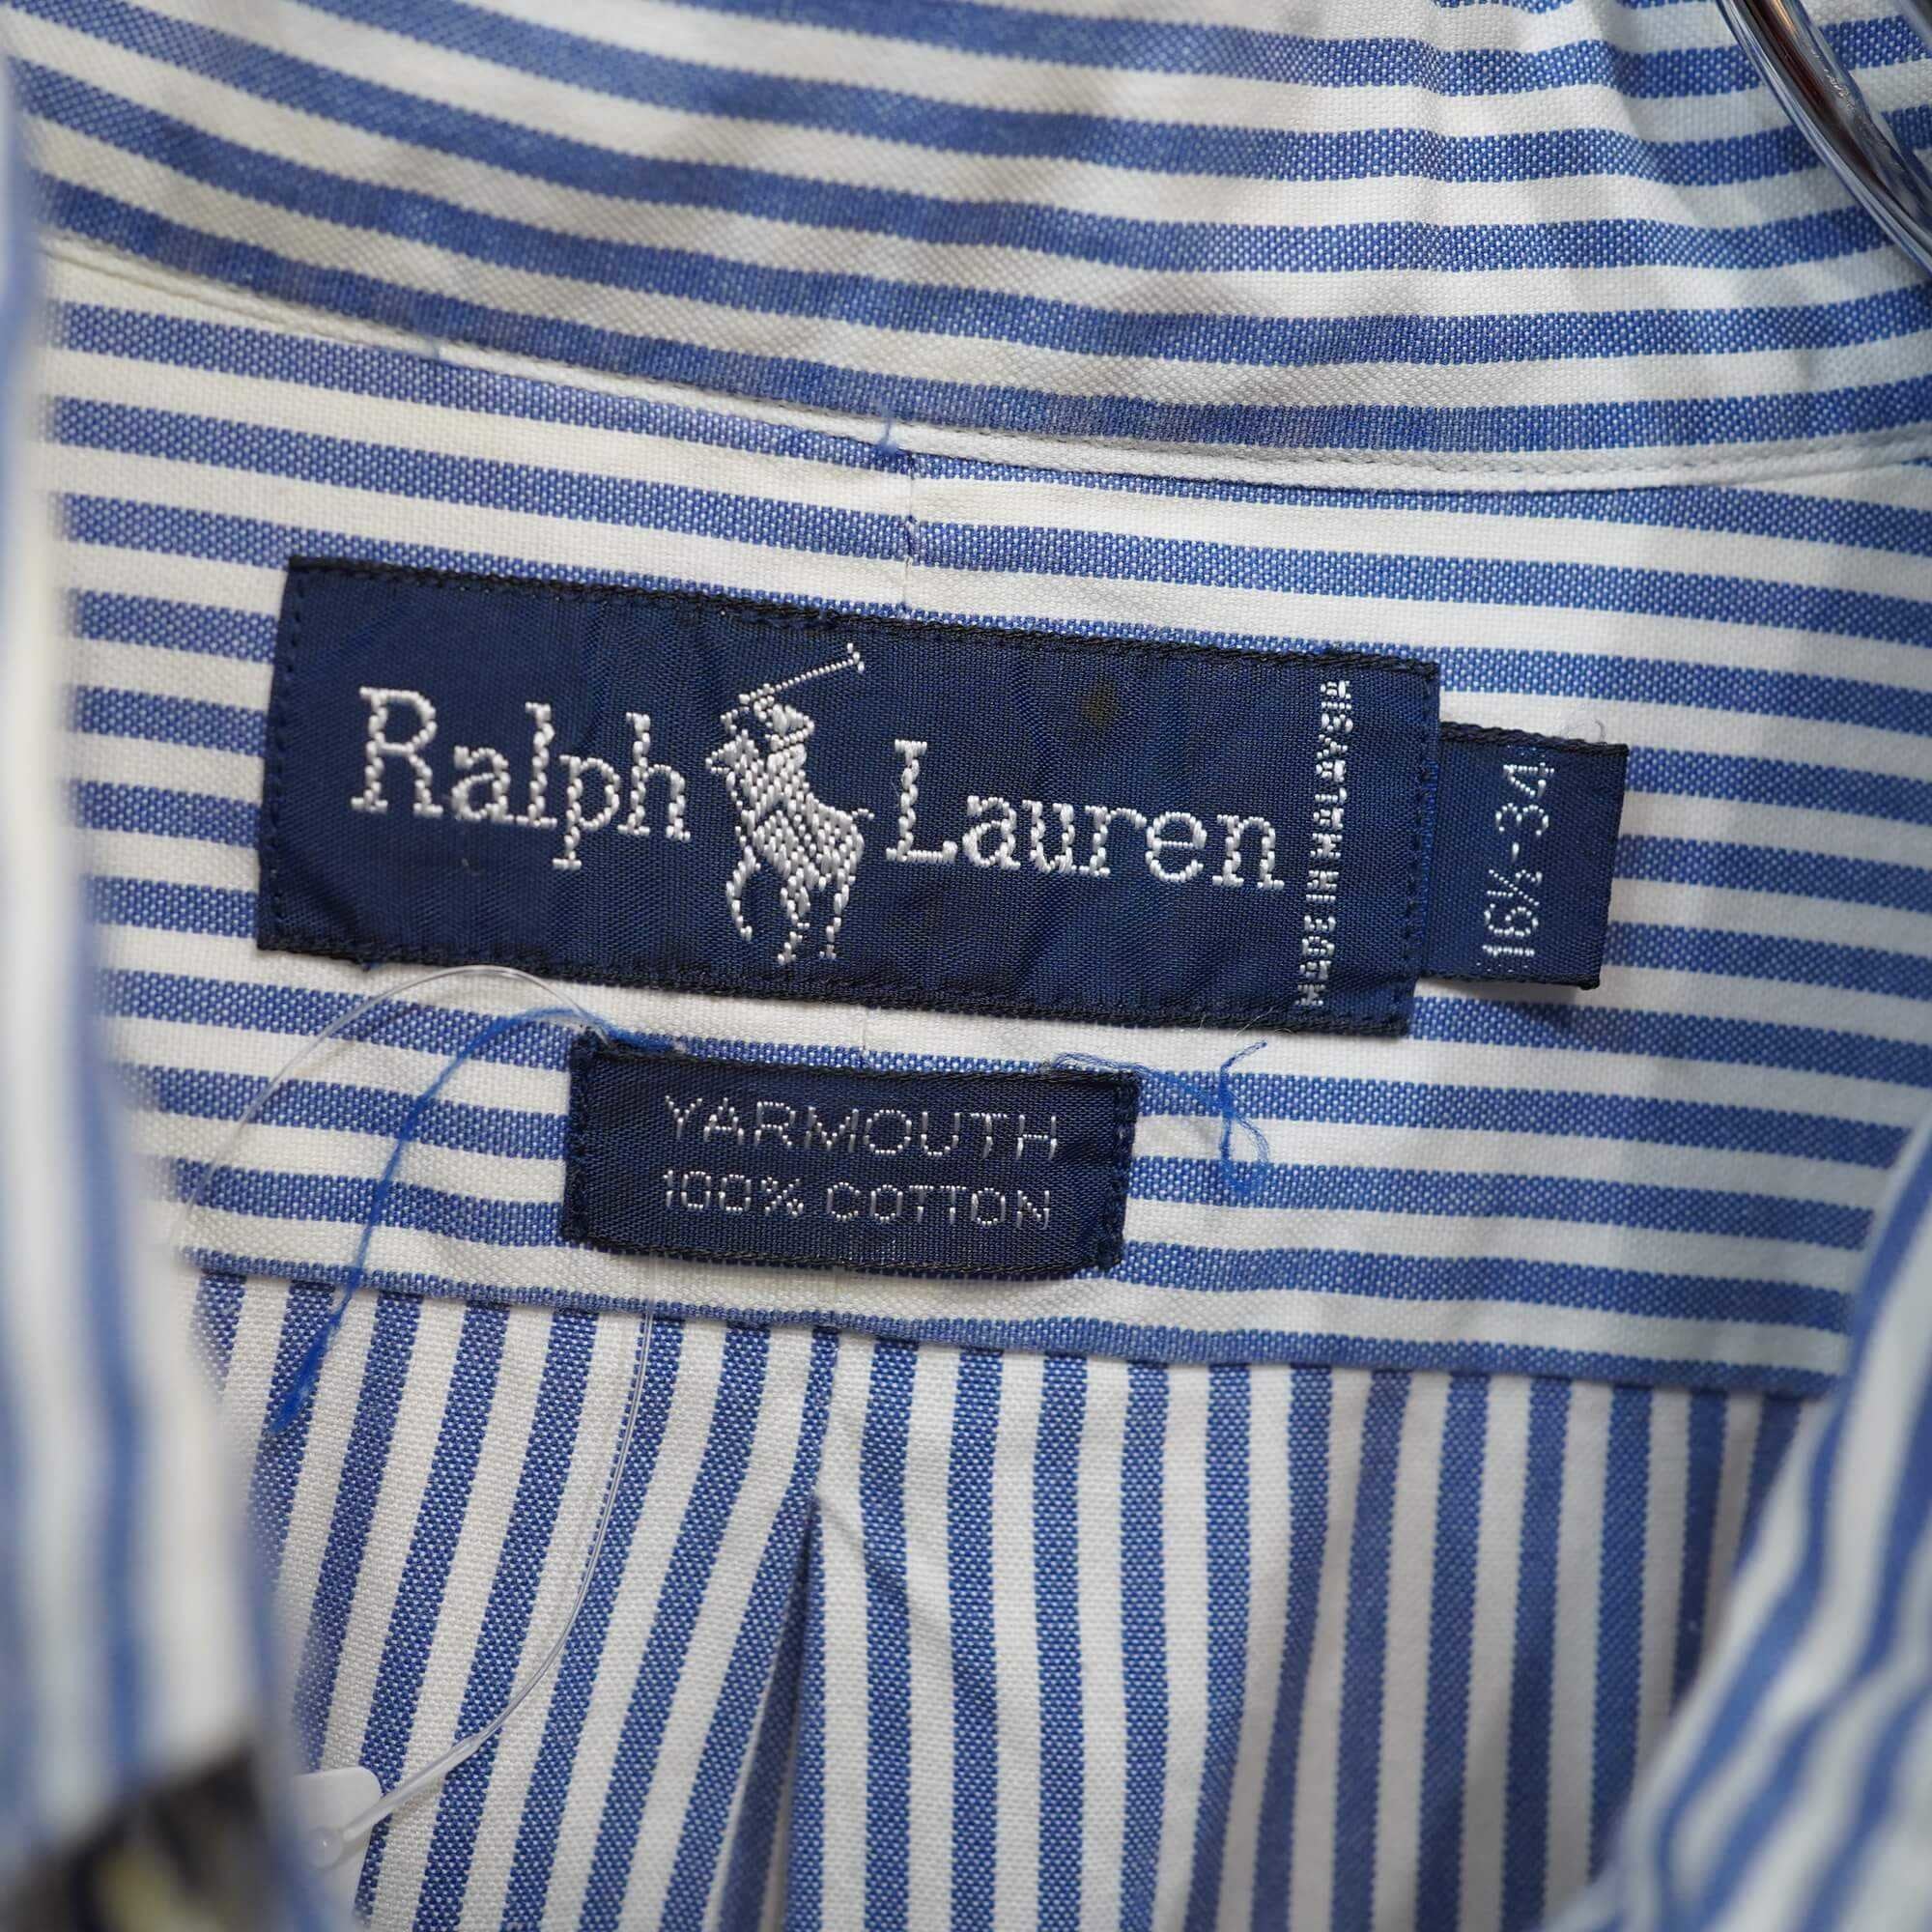 Ralph Lauren
MADE IN MALAYSIA
16½-34
YARMOUTH
100% COTTON